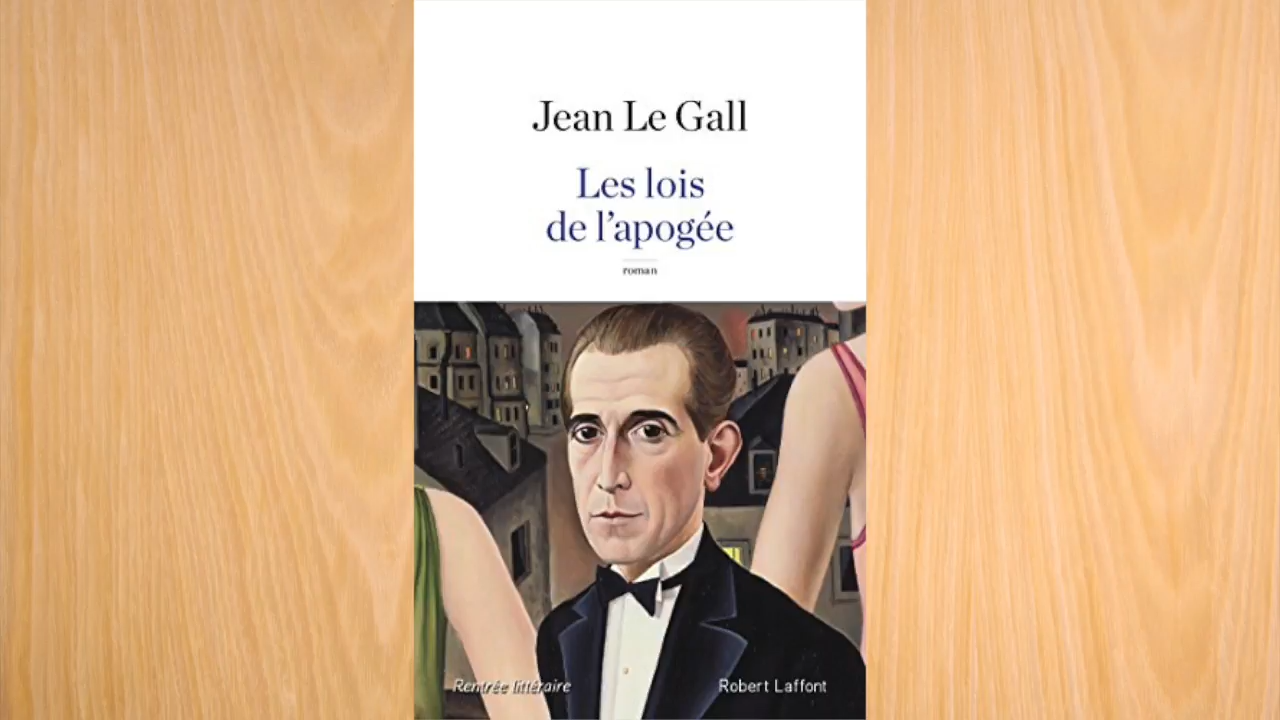 Jean Le Gall
Les lois
de l’apogée
roman
Rentrée littéraire
Robert Laffont